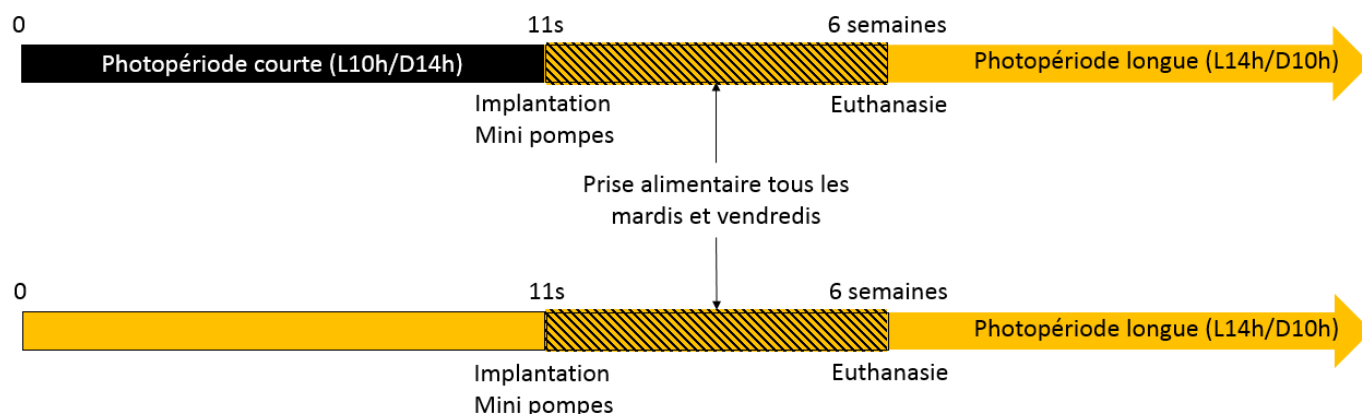 0
11s
6 semaines
Photopériode courte (L10h/D14h)
Photopériode longue (L14h/D10h)
Implantation
Mini pompes
Euthanasie
Prise alimentaire tous les
mardis et vendredis
0
11s
6 semaines
Photopériode longue (L14h/D10h)
Implantation
Mini pompes
Euthanasie